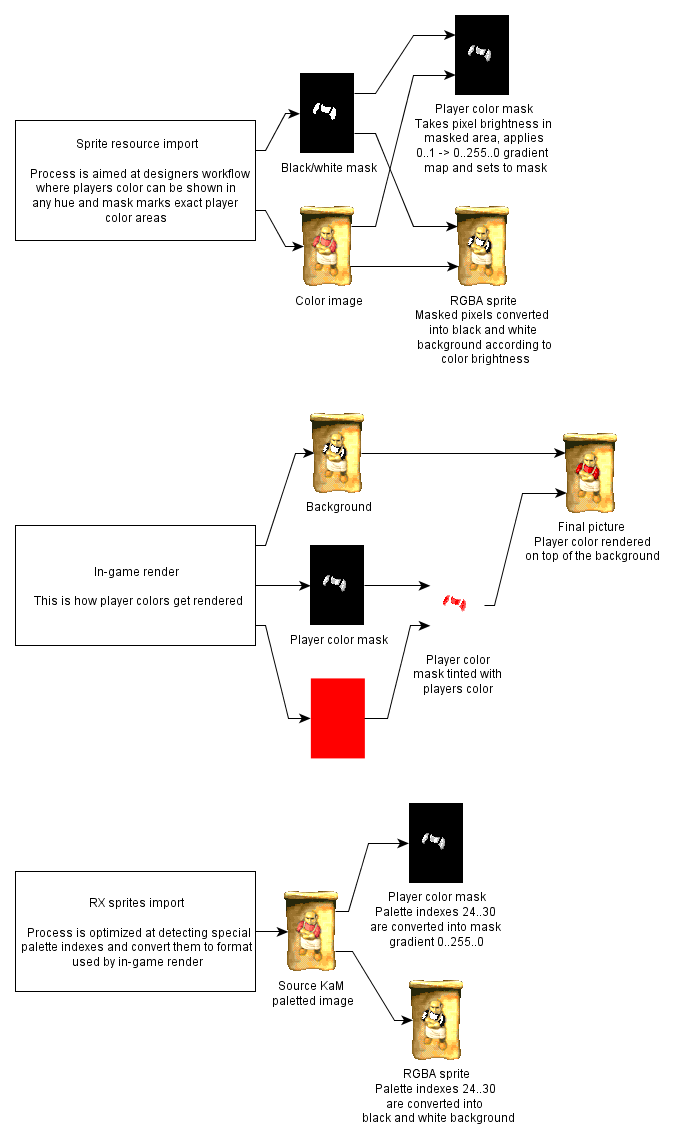 Sprite resource import
Process is aimed at designers workflow
where players color can be shown in
any hue and mask marks exact player
color areas
Black/white mask
Color image
Player color mask
Takes pixel brightness in
masked area, applies
0..1 -> 0..255..0 gradient
map and sets to mask
RGBA sprite
Masked pixels converted
into black and white
background according to
color brightness
In-game render
This is how player colors get rendered
Background
Player color mask
Player color
mask tinted with
players color
Final picture
Player color rendered
on top of the background
RX sprites import
Process is optimized at detecting special
palette indexes and convert them to format
used by in-game render
Source KaM
paletted image
Player color mask
Palette indexes 24..30
are converted into mask
gradient 0..255..0
RGBA sprite
Palette indexes 24..30
are converted into
black and white background